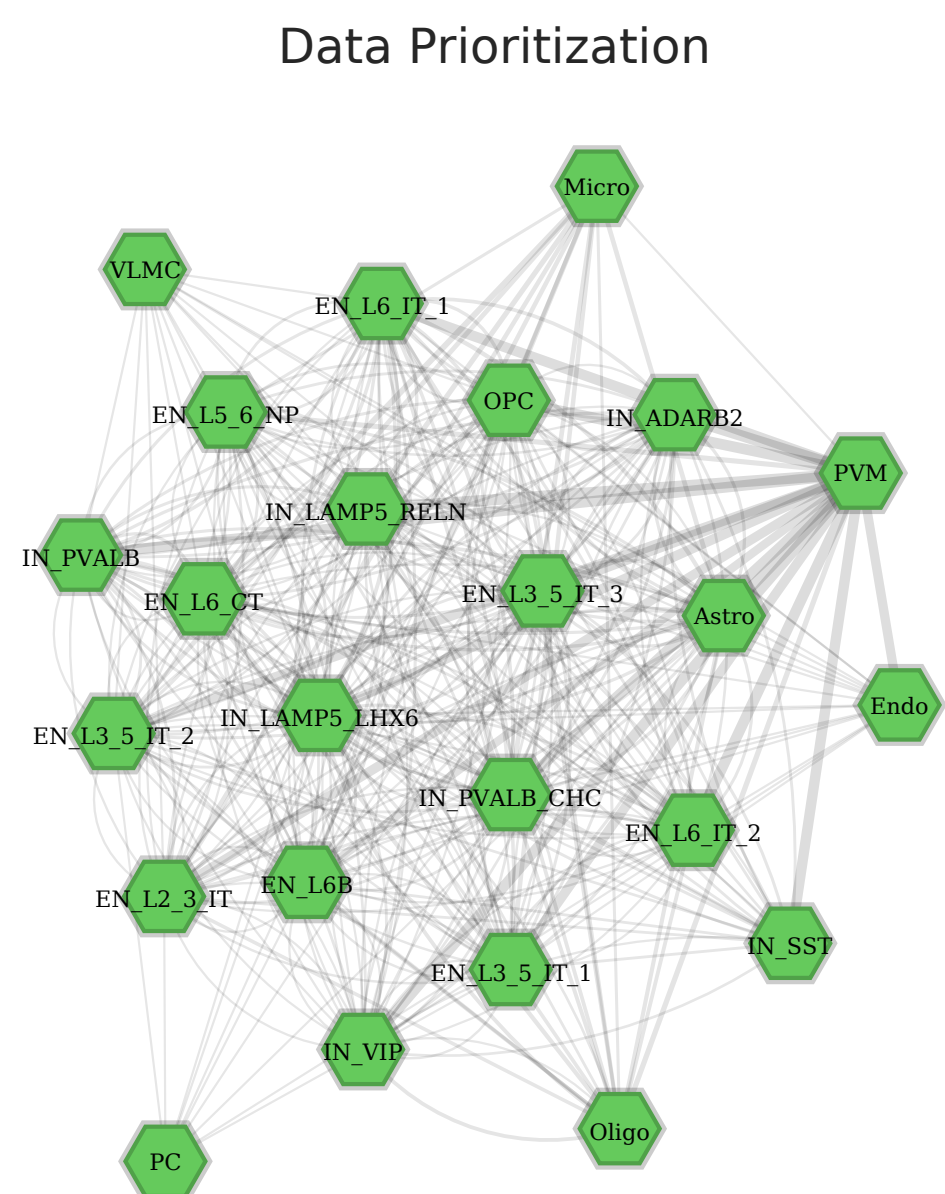 Data Prioritization
Micro
VLMC
EN_L6_IT_1
OPC
EN_L5_6_NP
IN_ADARB2
PVM
IN_LAMP5_RELN
IN_PVALB
EN_L6_CT
EN_L3_5_IT_3
Astro
Endo
IN_LAMP5_LHX6
EN_L3_5_IT_2
IN_PVALB_CHC
EN_L6_IT_2
EN_L6B
EN_L2_3_IT
IN_SST
EN_L3_5_IT_1
IN_VIP
Oligo
PC